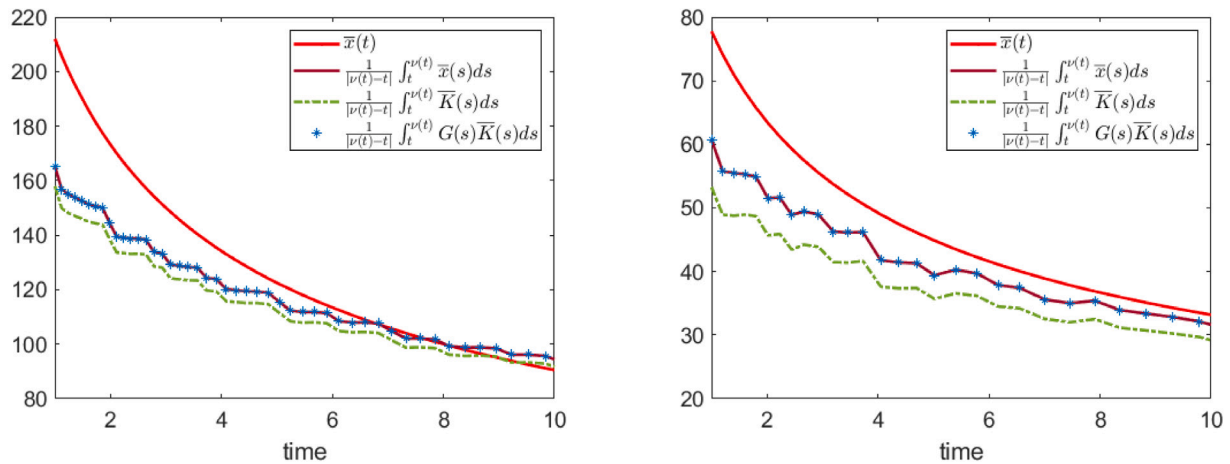 220
200
180
160
140
120
100
80
x̅(t)
1/|ν(t)−t| ∫_t^ν(t) x̅(s)ds
1/|ν(t)−t| ∫_t^ν(t) K̅(s)ds
1/|ν(t)−t| ∫_t^ν(t) G(s)K̅(s)ds
2 4 6 8 10
time
80
70
60
50
40
30
20
x̅(t)
1/|ν(t)−t| ∫_t^ν(t) x̅(s)ds
1/|ν(t)−t| ∫_t^ν(t) K̅(s)ds
1/|ν(t)−t| ∫_t^ν(t) G(s)K̅(s)ds
2 4 6 8 10
time